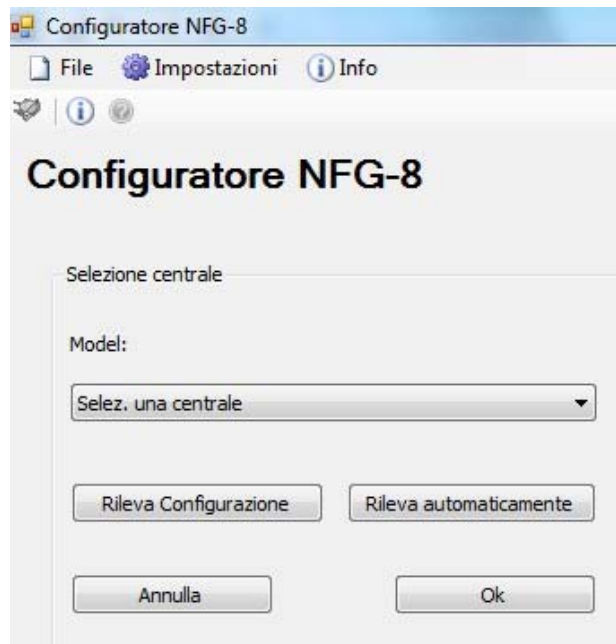 Configuratore NFG-8
File Impostazioni Info
Configuratore NFG-8
Selezione centrale
Model:
Selez. una centrale
Rileva Configurazione Rileva automaticamente
Annulla Ok